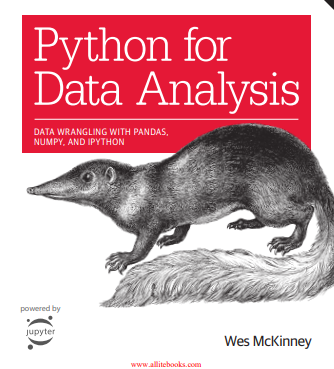 Python for
Data Analysis
DATA WRANGLING WITH PANDAS,
NUMPY, AND IPYTHON
powered by
jupyter
Wes McKinney
www.allitebooks.com